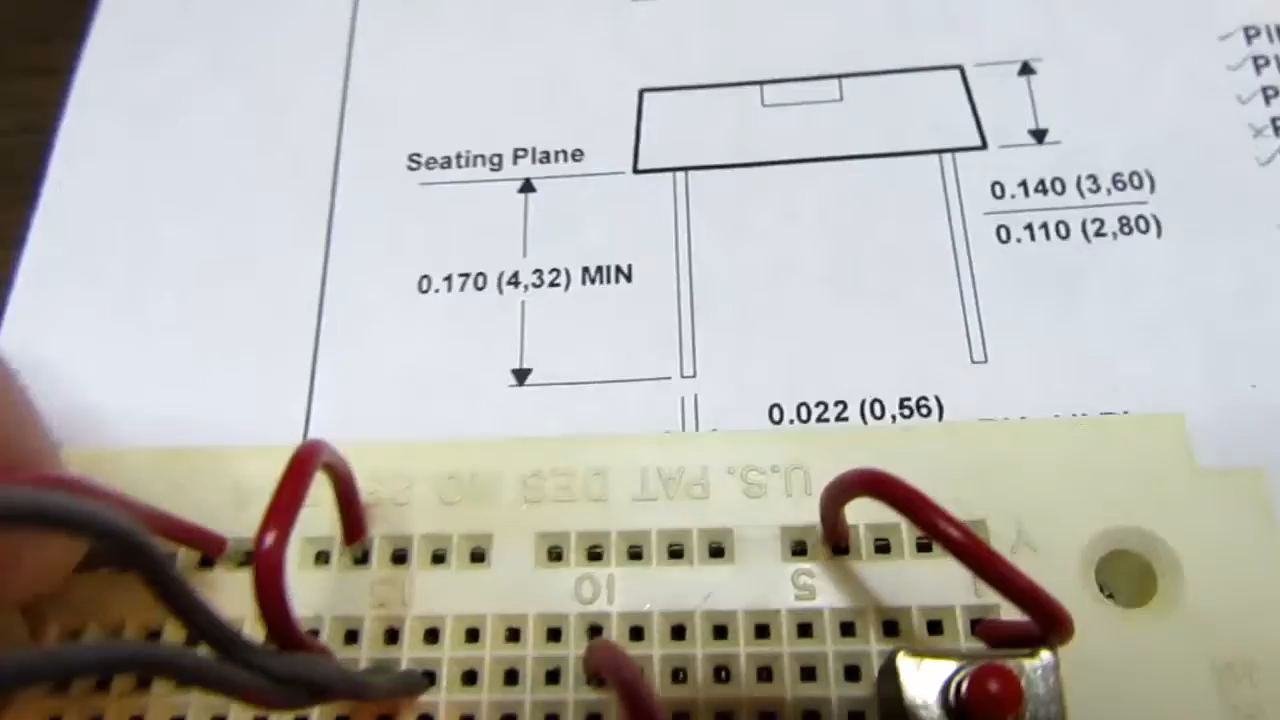 Seating Plane
0.140 (3,60)
0.110 (2,80)
0.170 (4,32) MIN
0.022 (0,56)
U.S. PAT DES NO
15
10
5
1
Y